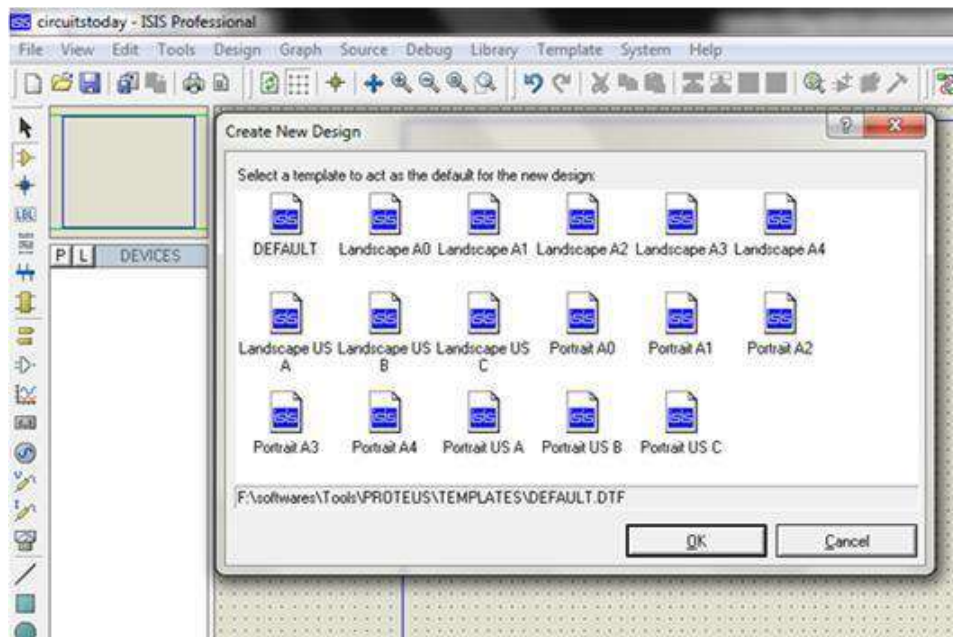 ISIS circuitstoday - ISIS Professional
File View Edit Tools Design Graph Source Debug Library Template System Help
Create New Design
Select a template to act as the default for the new design:
DEFAULT Landscape A0 Landscape A1 Landscape A2 Landscape A3 Landscape A4
P L DEVICES
Landscape US A Landscape US B Landscape US C Portrait A0 Portrait A1 Portrait A2
Portrait A3 Portrait A4 Portrait US A Portrait US B Portrait US C
F:\softwares\Tools\PROTEUS\TEMPLATES\DEFAULT.DTF
OK Cancel